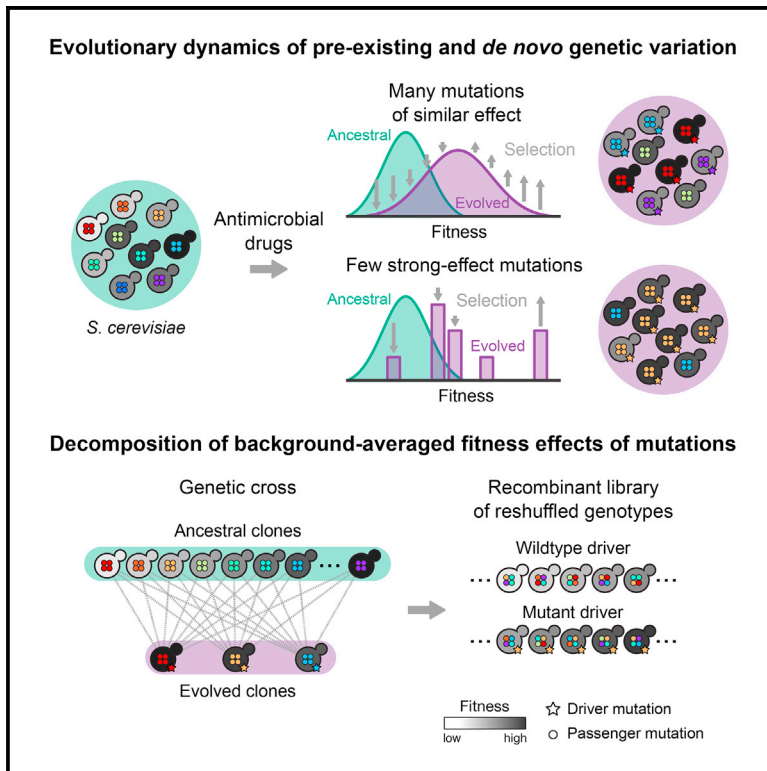 Evolutionary dynamics of pre-existing and de novo genetic variation
Many mutations
of similar effect
Ancestral
Selection
Evolved
Fitness
Antimicrobial
drugs
S. cerevisiae
Few strong-effect mutations
Ancestral
Selection
Evolved
Fitness
Decomposition of background-averaged fitness effects of mutations
Genetic cross
Ancestral clones
...
Evolved clones
Recombinant library
of reshuffled genotypes
Wildtype driver
... ...
Mutant driver
... ...
Fitness
low high
Driver mutation
Passenger mutation